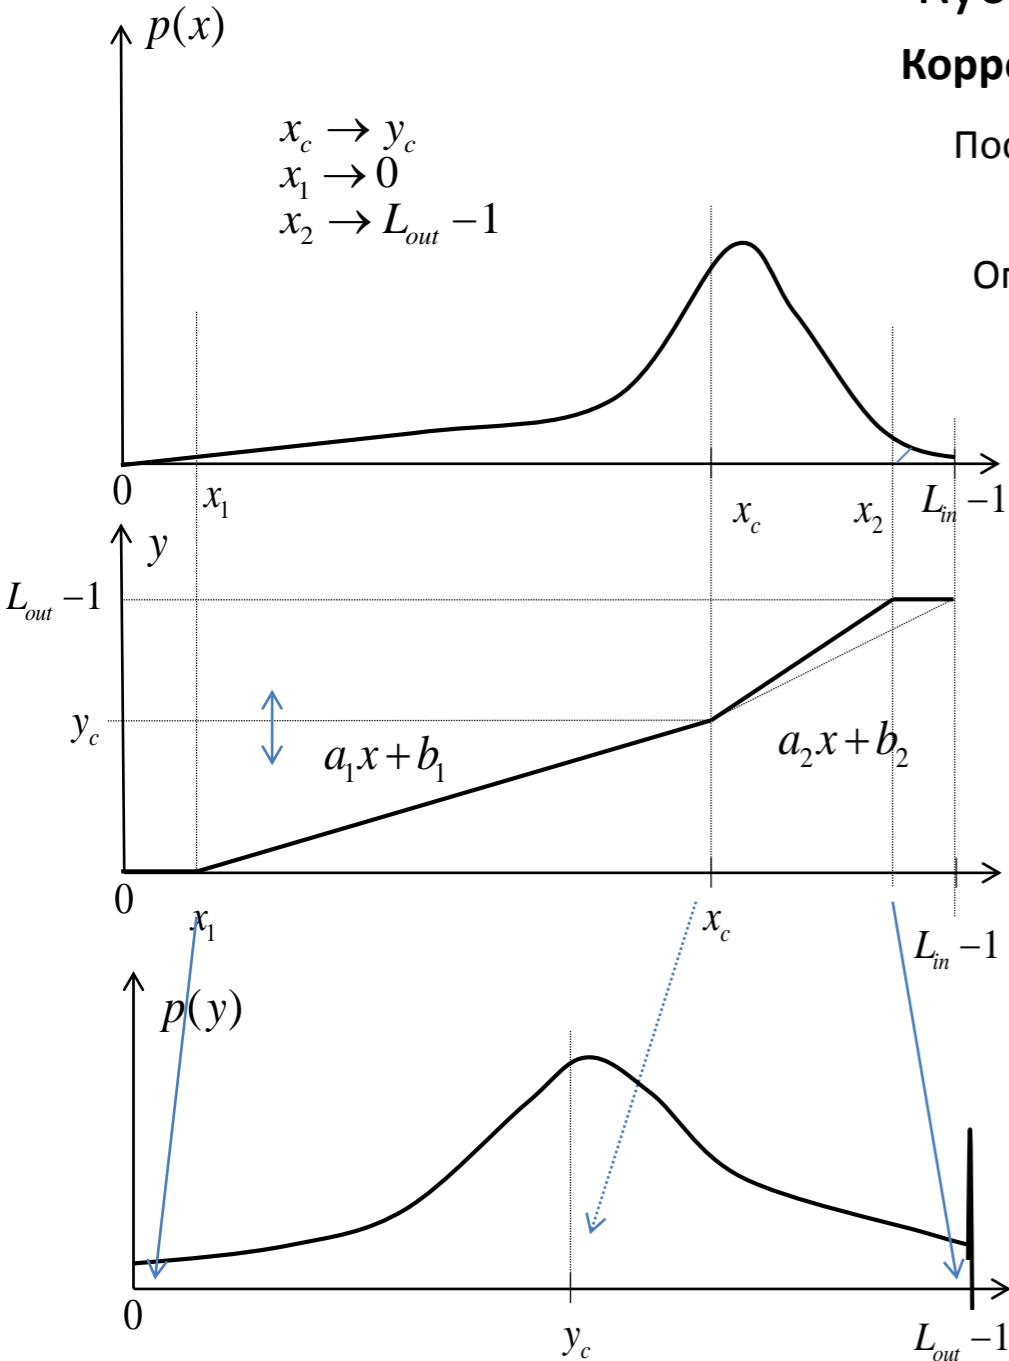 p(x)
x_c → y_c
x_1 → 0
x_2 → L_out − 1
0
x_1
x_c
x_2
L_in − 1
y
L_out − 1
y_c
a_1x + b_1
a_2x + b_2
0
x_1
x_c
L_in − 1
p(y)
0
y_c
L_out − 1